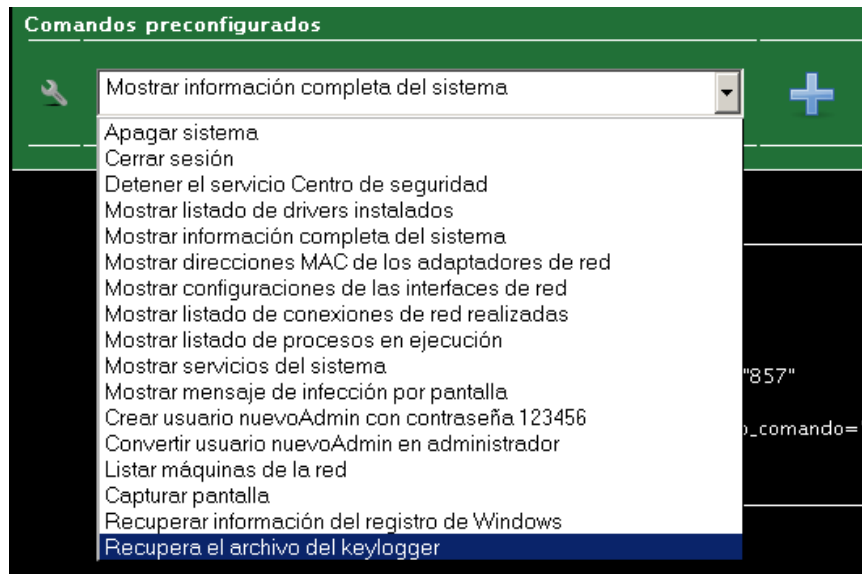 Comandos preconfigurados
Mostrar información completa del sistema
Apagar sistema
Cerrar sesión
Detener el servicio Centro de seguridad
Mostrar listado de drivers instalados
Mostrar información completa del sistema
Mostrar direcciones MAC de los adaptadores de red
Mostrar configuraciones de las interfaces de red
Mostrar listado de conexiones de red realizadas
Mostrar listado de procesos en ejecución
Mostrar servicios del sistema
"857"
Mostrar mensaje de infección por pantalla
Crear usuario nuevoAdmin con contraseña 123456
o_comando=
Convertir usuario nuevoAdmin en administrador
Listar máquinas de la red
Capturar pantalla
Recuperar información del registro de Windows
Recupera el archivo del keylogger